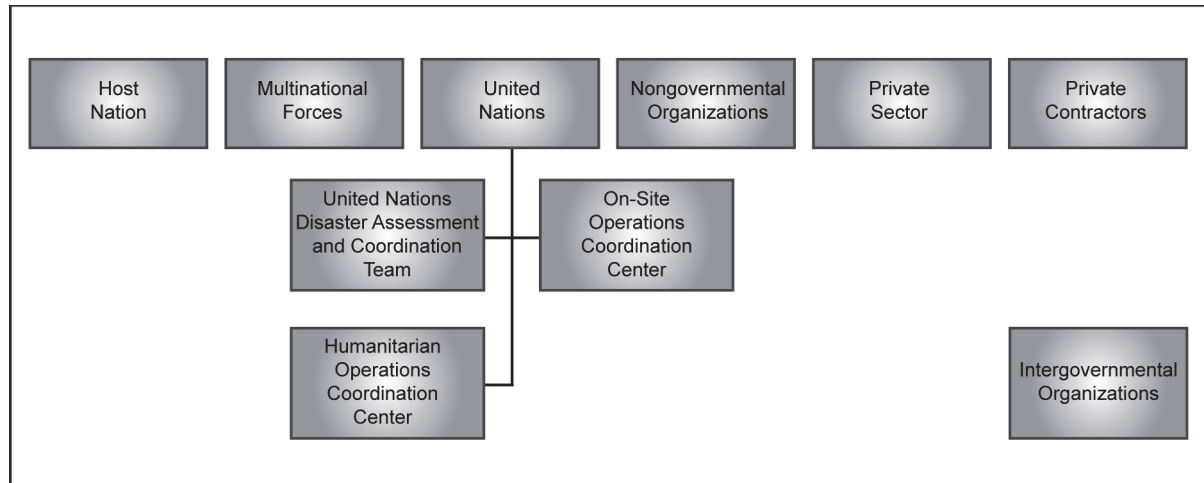 Host
Nation
Multinational
Forces
United
Nations
Nongovernmental
Organizations
Private
Sector
Private
Contractors
United Nations
Disaster Assessment
and Coordination
Team
On-Site
Operations
Coordination
Center
Humanitarian
Operations
Coordination
Center
Intergovernmental
Organizations